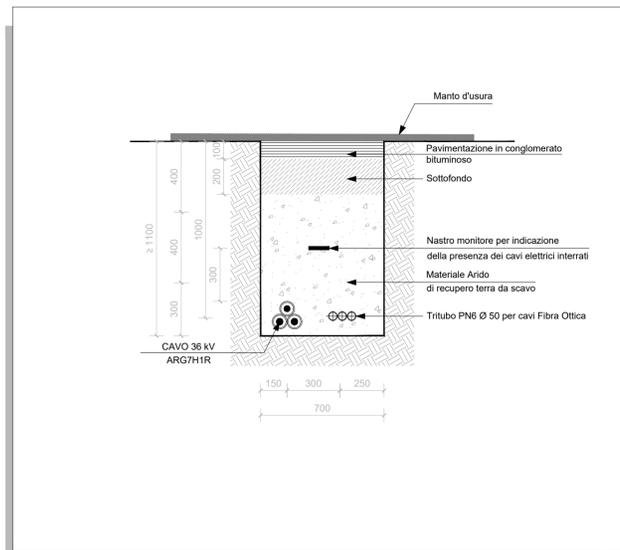 Manto d'usura
Pavimentazione in conglomerato
bituminoso
Sottofondo
Nastro monitore per indicazione
della presenza dei cavi elettrici interrati
Materiale Arido
di recupero terra da scavo
Tritubo PN6 Ø 50 per cavi Fibra Ottica
CAVO 36 kV
ARG7H1R
≥ 1100
400
400
300
1000
100
200
300
150
300
250
700